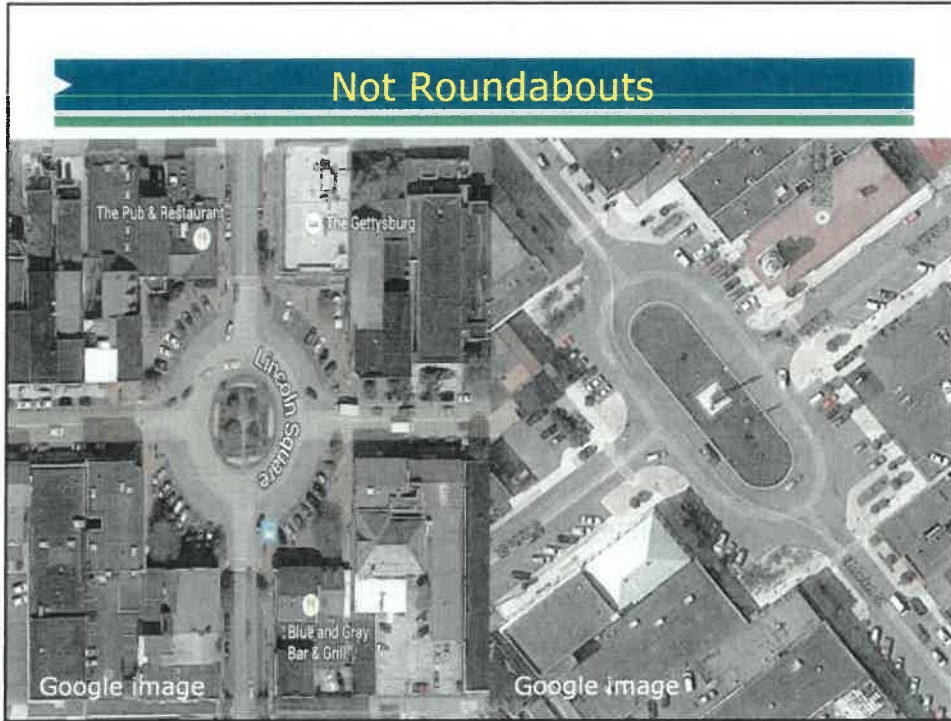 Not Roundabouts
The Pub & Restaurant
The Gettysburg
Lincoln Square
Blue and Gray
Bar & Grill
Google image
Google image